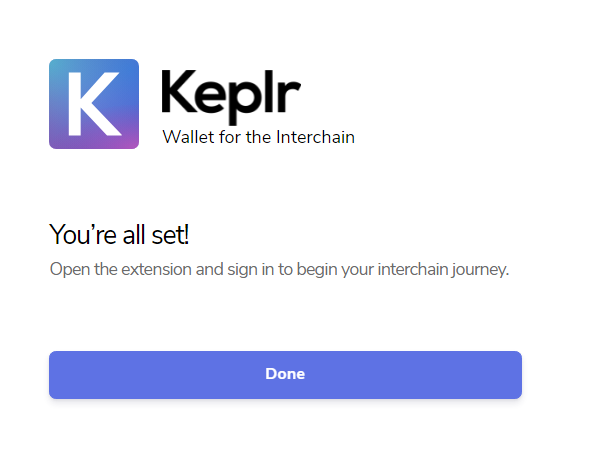 K
Keplr
Wallet for the Interchain
You're all set!
Open the extension and sign in to begin your interchain journey.
Done